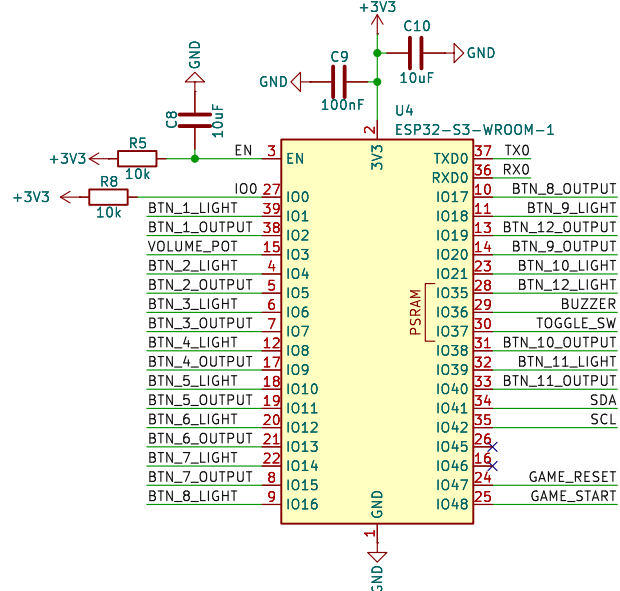 +3V3
GND
C9
C10
GND
GND
100nF
10uF
C8
10uF
U4
ESP32-S3-WROOM-1
2
3V3
+3V3
R5
10k
EN
3
EN
+3V3
R8
10k
IO0
27
IO0
BTN_1_LIGHT 39 IO1
BTN_1_OUTPUT 38 IO2
VOLUME_POT 15 IO3
BTN_2_LIGHT 4 IO4
BTN_2_OUTPUT 5 IO5
BTN_3_LIGHT 6 IO6
BTN_3_OUTPUT 7 IO7
BTN_4_LIGHT 12 IO8
BTN_4_OUTPUT 17 IO9
BTN_5_LIGHT 18 IO10
BTN_5_OUTPUT 19 IO11
BTN_6_LIGHT 20 IO12
BTN_6_OUTPUT 21 IO13
BTN_7_LIGHT 22 IO14
BTN_7_OUTPUT 8 IO15
BTN_8_LIGHT 9 IO16
PSRAM
TXD0 37 TX0
RXD0 36 RX0
IO17 10 BTN_8_OUTPUT
IO18 11 BTN_9_LIGHT
IO19 13 BTN_12_OUTPUT
IO20 14 BTN_9_OUTPUT
IO21 23 BTN_10_LIGHT
IO35 28 BTN_12_LIGHT
IO36 29 BUZZER
IO37 30 TOGGLE_SW
IO38 31 BTN_10_OUTPUT
IO39 32 BTN_11_LIGHT
IO40 33 BTN_11_OUTPUT
IO41 34 SDA
IO42 35 SCL
IO45 26
IO46 16
IO47 24 GAME_RESET
IO48 25 GAME_START
GND
1
GND